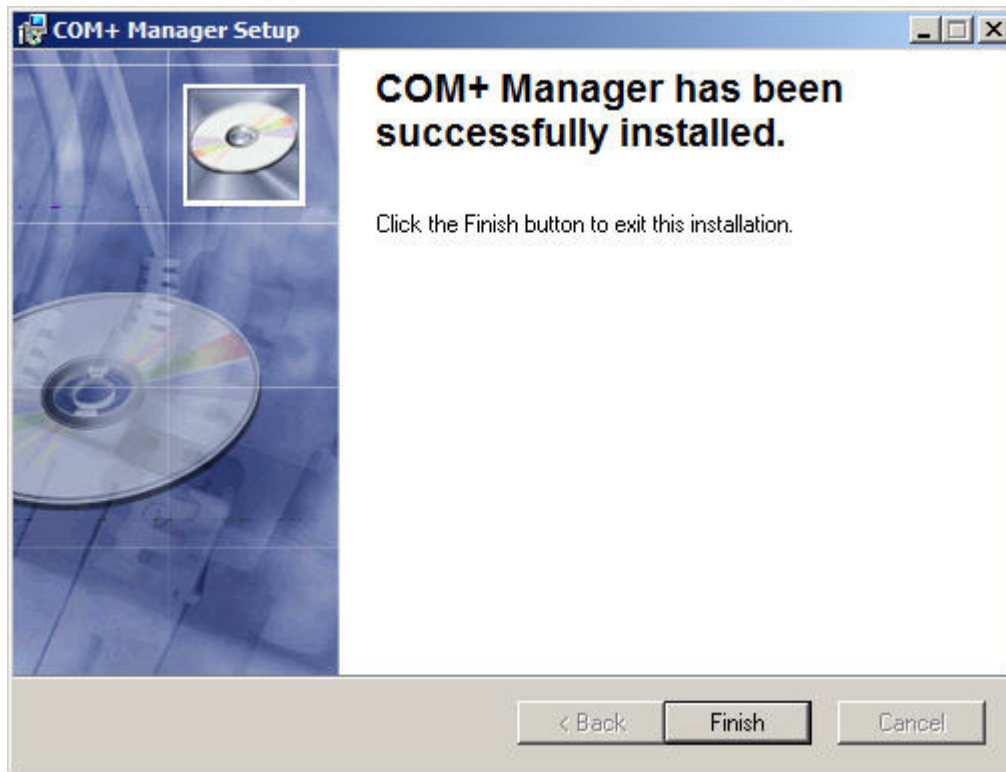 COM+ Manager Setup
COM+ Manager has been
successfully installed.
Click the Finish button to exit this installation.
< Back
Finish
Cancel